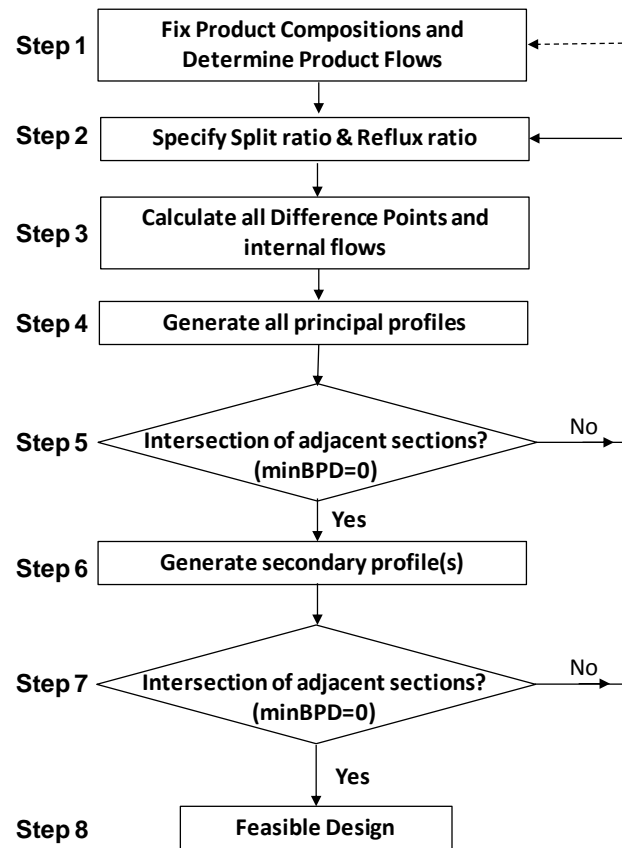 Step 1
Fix Product Compositions and
Determine Product Flows
Step 2
Specify Split ratio & Reflux ratio
Step 3
Calculate all Difference Points and
internal flows
Step 4
Generate all principal profiles
Step 5
Intersection of adjacent sections?
(minBPD=0)
No
Yes
Step 6
Generate secondary profile(s)
Step 7
Intersection of adjacent sections?
(minBPD=0)
No
Yes
Step 8
Feasible Design